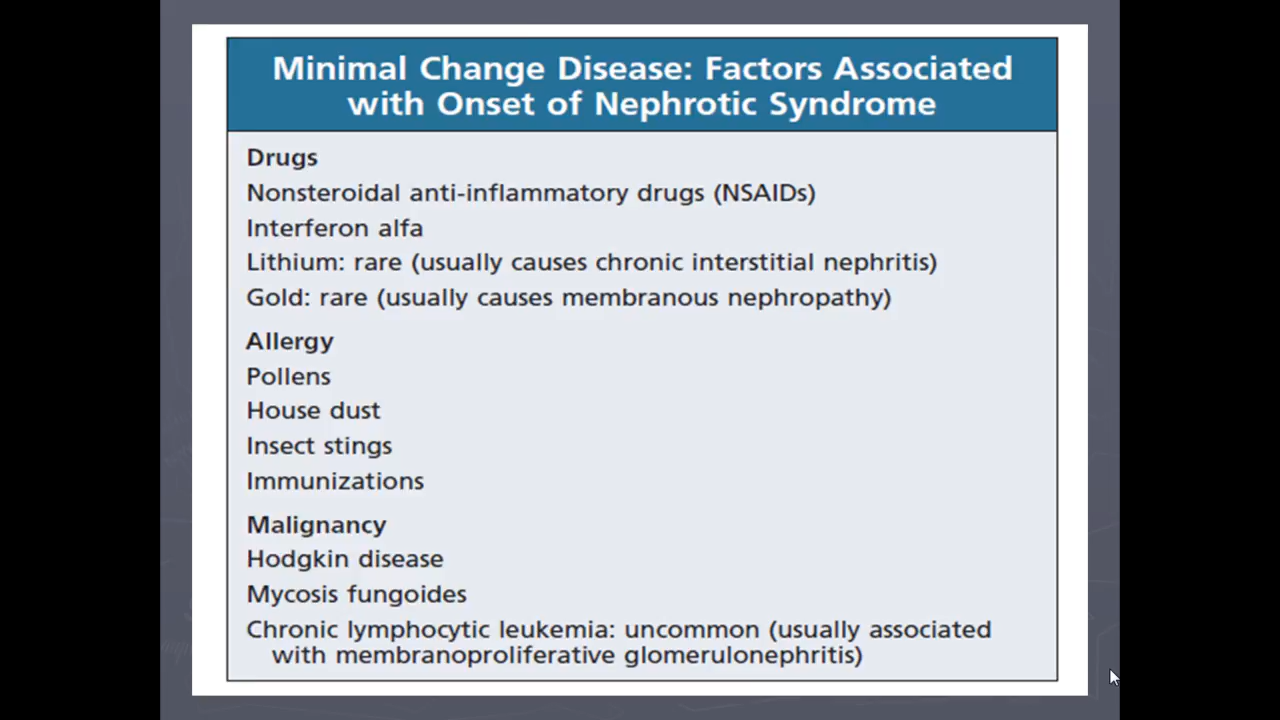 Minimal Change Disease: Factors Associated
with Onset of Nephrotic Syndrome
Drugs
Nonsteroidal anti-inflammatory drugs (NSAIDs)
Interferon alfa
Lithium: rare (usually causes chronic interstitial nephritis)
Gold: rare (usually causes membranous nephropathy)
Allergy
Pollens
House dust
Insect stings
Immunizations
Malignancy
Hodgkin disease
Mycosis fungoides
Chronic lymphocytic leukemia: uncommon (usually associated
with membranoproliferative glomerulonephritis)